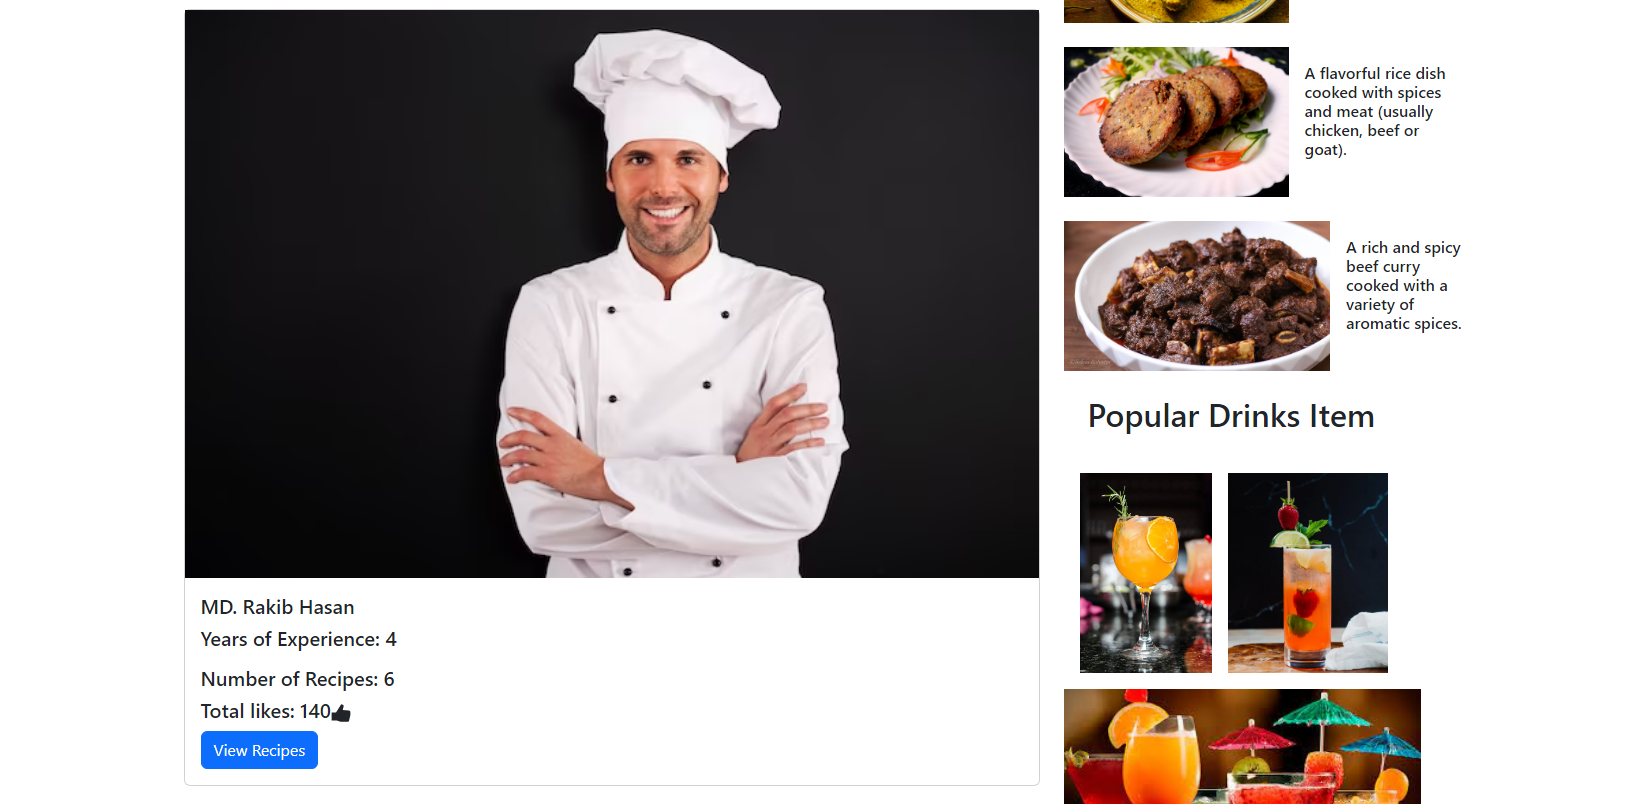 MD. Rakib Hasan
Years of Experience: 4
Number of Recipes: 6
Total likes: 140
View Recipes
A flavorful rice dish
cooked with spices
and meat (usually
chicken, beef or
goat).
A rich and spicy
beef curry
cooked with a
variety of
aromatic spices.
Popular Drinks Item